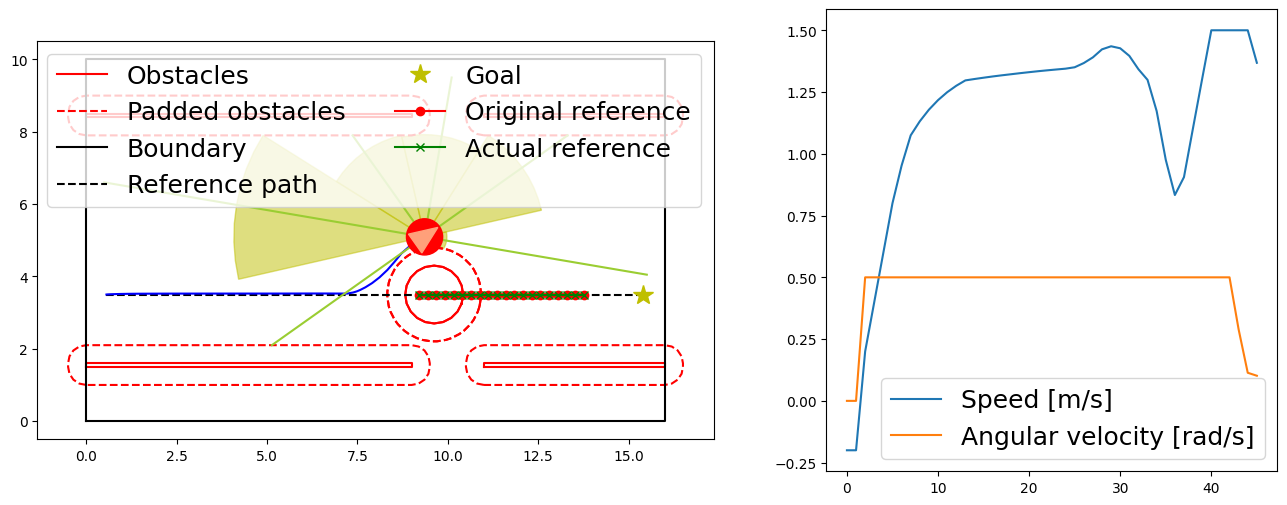 10
8
6
4
2
0
0.0
2.5
5.0
7.5
10.0
12.5
15.0
Obstacles
Padded obstacles
Boundary
Reference path
Goal
Original reference
Actual reference
1.50
1.25
1.00
0.75
0.50
0.25
0.00
−0.25
0
10
20
30
40
Speed [m/s]
Angular velocity [rad/s]